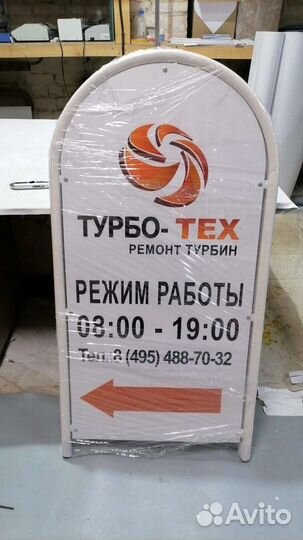 ТУРБО- ТЕХ
РЕМОНТ ТУРБИН
РЕЖИМ РАБОТЫ
08:00 - 19:00
Тел. 8 (495) 488-70-32
Avito